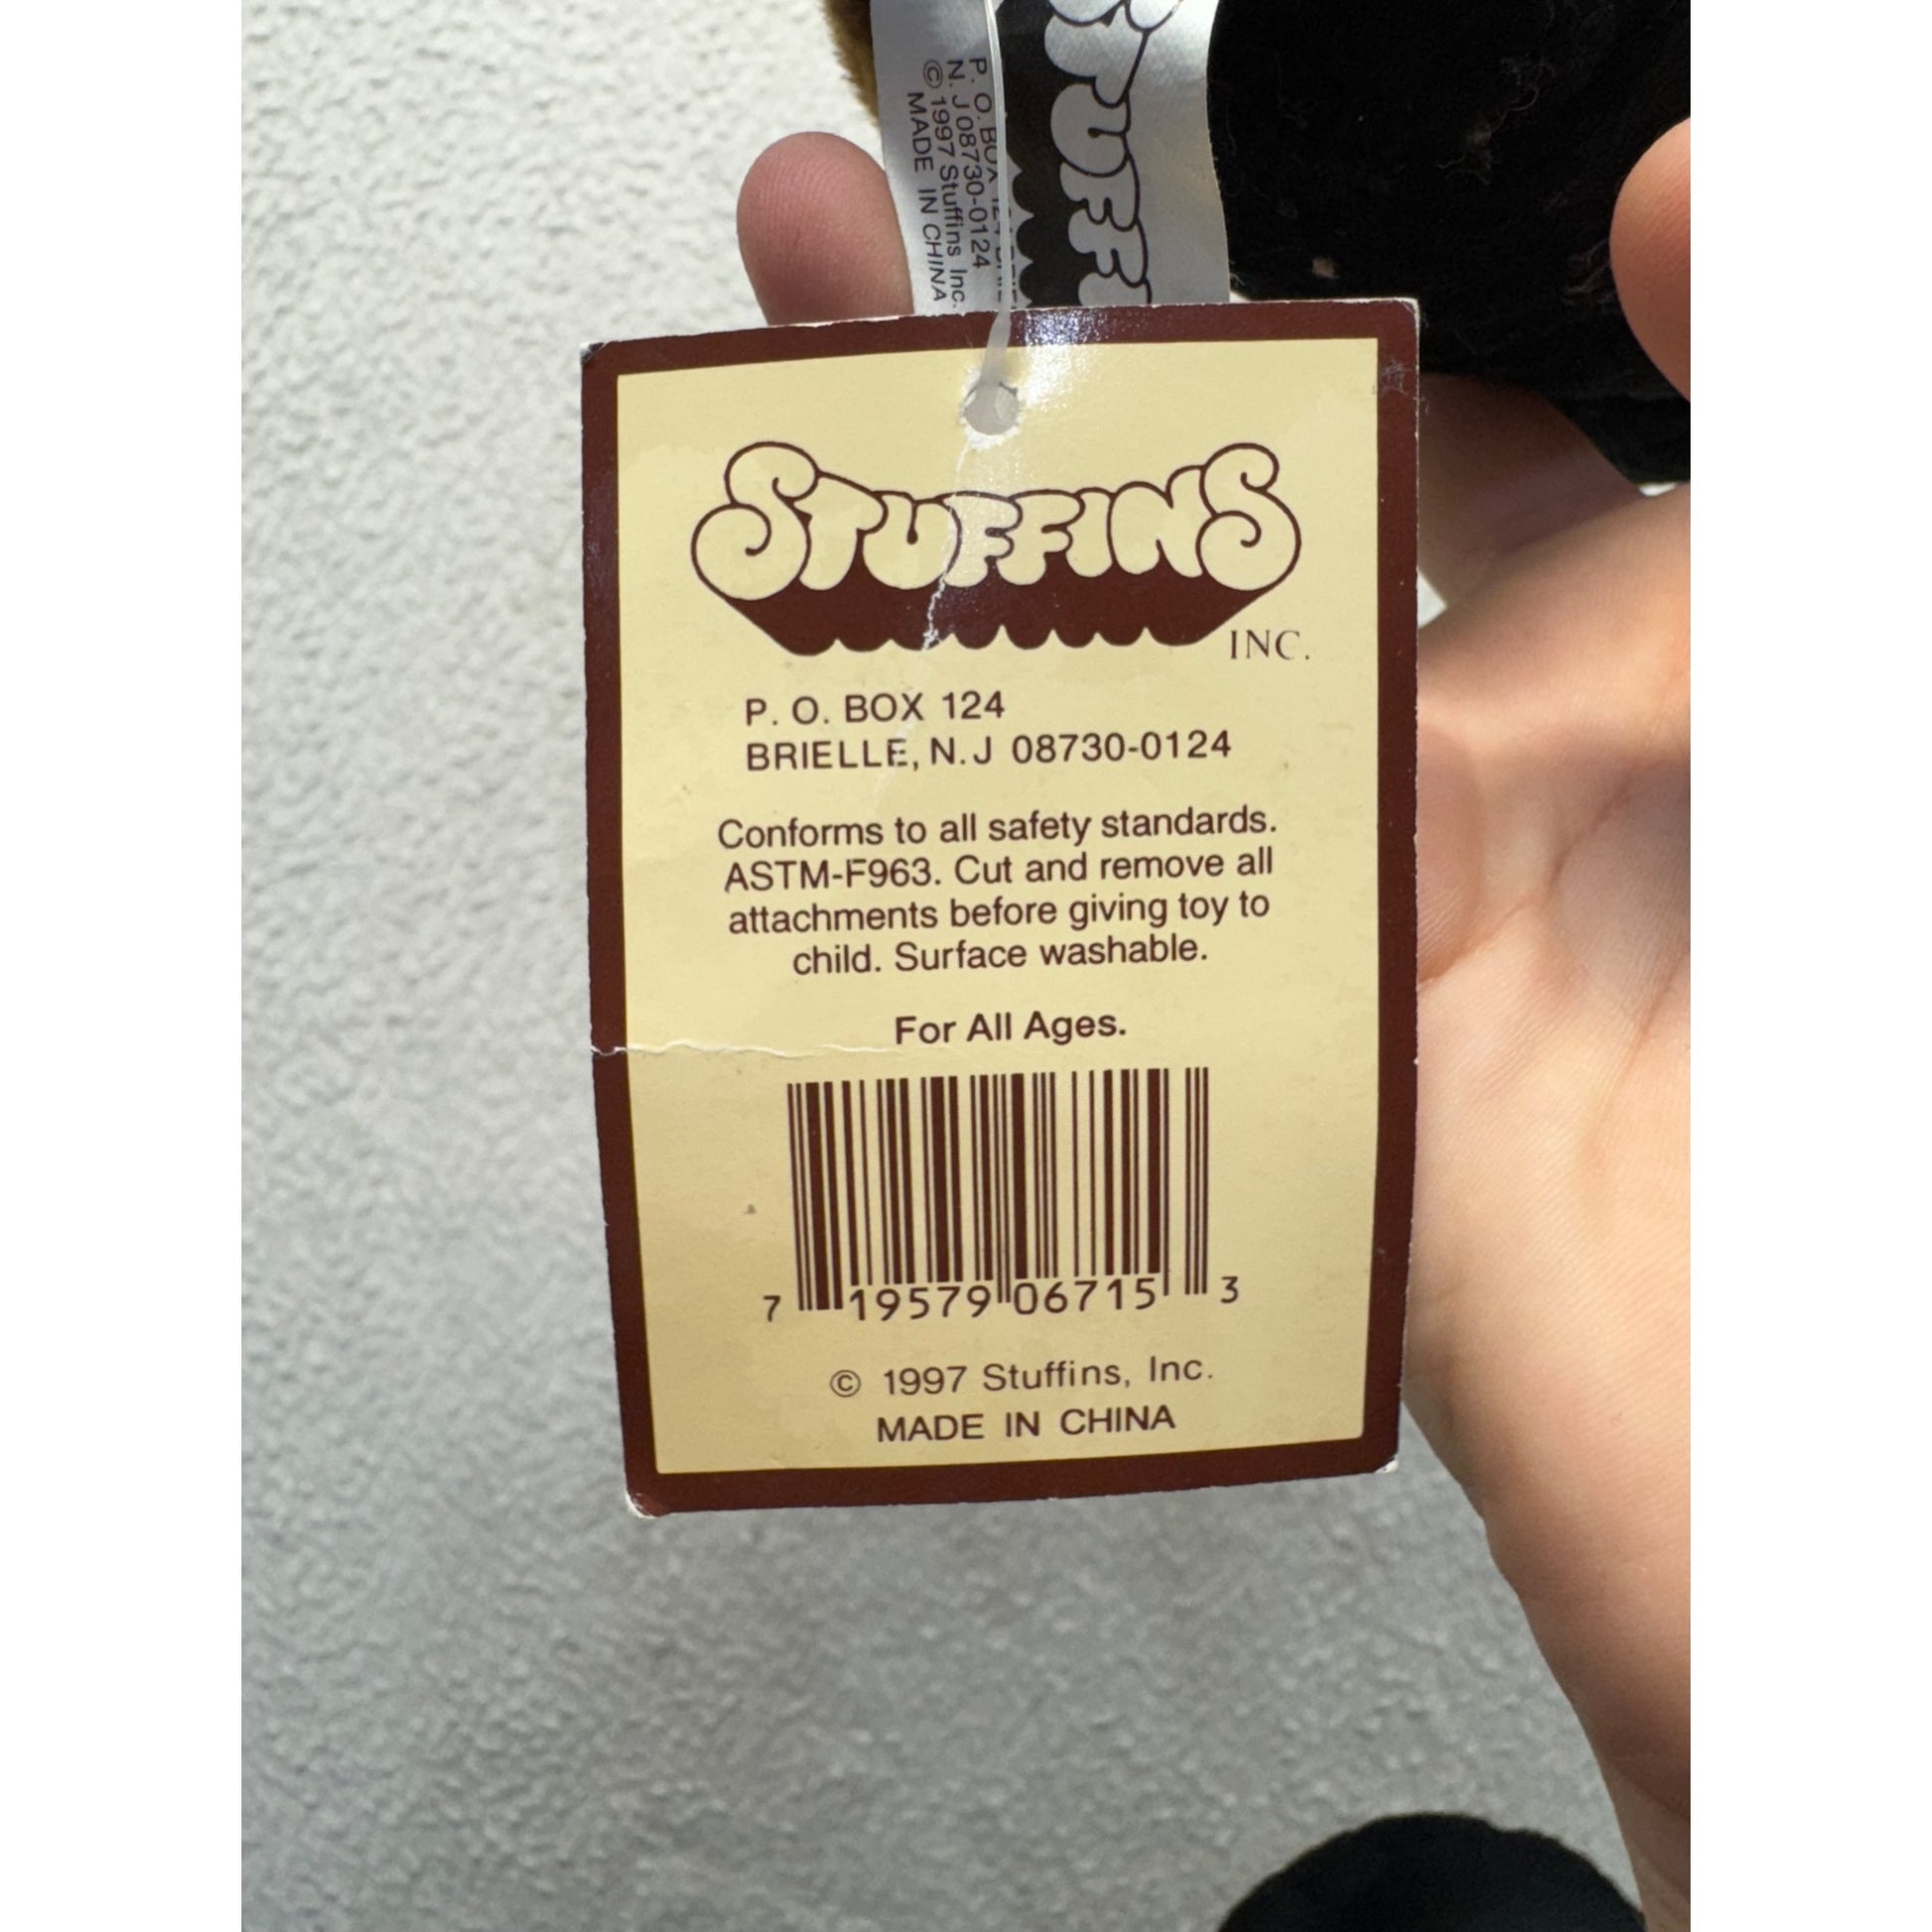 P. O. BOX
N. J 08730-0124
© 1997 Stuffins Inc.
MADE IN CHINA
STUFFINS
INC.
P. O. BOX 124
BRIELLE, N.J 08730-0124
Conforms to all safety standards.
ASTM-F963. Cut and remove all
attachments before giving toy to
child. Surface washable.
For All Ages.
7 19579 06715 3
© 1997 Stuffins, Inc.
MADE IN CHINA